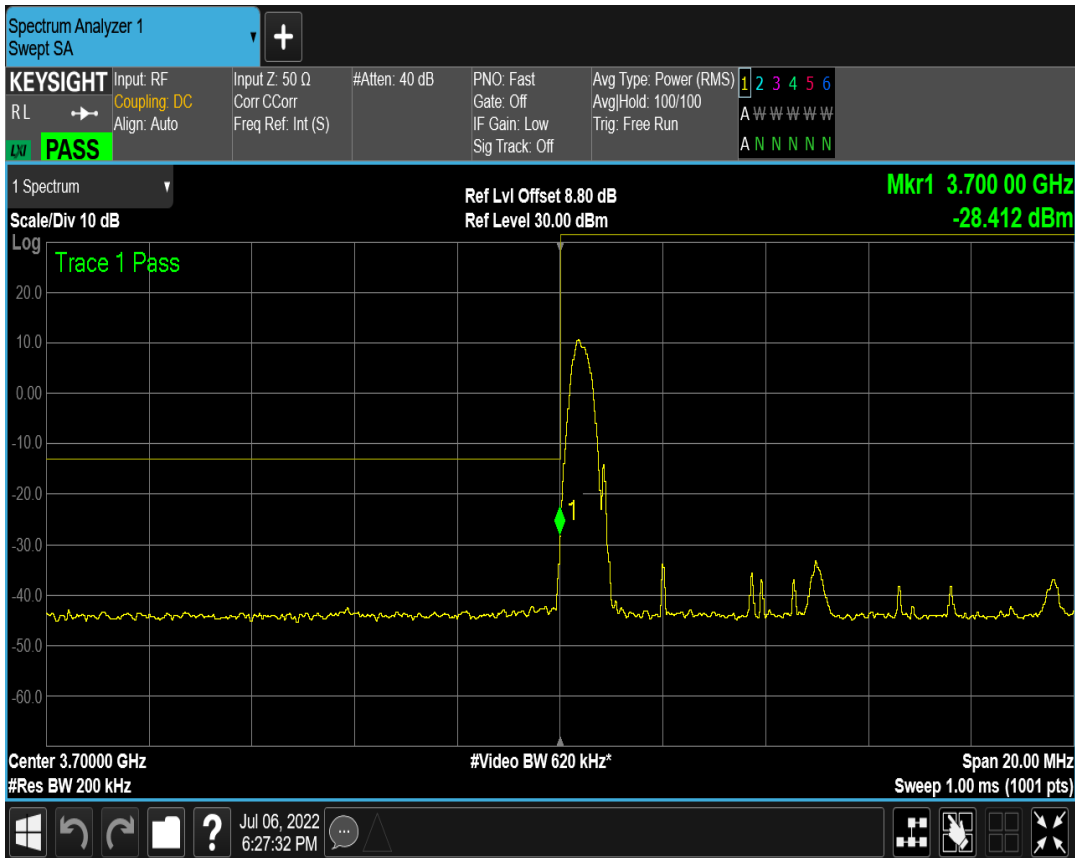 Spectrum Analyzer 1
Swept SA
+
KEYSIGHT
RL
LXI PASS
Input: RF
Coupling: DC
Align: Auto
Input Z: 50 Ω
Corr CCorr
Freq Ref: Int (S)
#Atten: 40 dB
PNO: Fast
Gate: Off
IF Gain: Low
Sig Track: Off
Avg Type: Power (RMS)
Avg|Hold: 100/100
Trig: Free Run
1 2 3 4 5 6
A W W W W W
A N N N N N
1 Spectrum
Scale/Div 10 dB
Ref Lvl Offset 8.80 dB
Ref Level 30.00 dBm
Mkr1 3.700 00 GHz
-28.412 dBm
Log
Trace 1 Pass
20.0
10.0
0.00
-10.0
-20.0
1
-30.0
-40.0
-50.0
-60.0
Center 3.70000 GHz
#Res BW 200 kHz
#Video BW 620 kHz*
Span 20.00 MHz
Sweep 1.00 ms (1001 pts)
?
Jul 06, 2022
6:27:32 PM